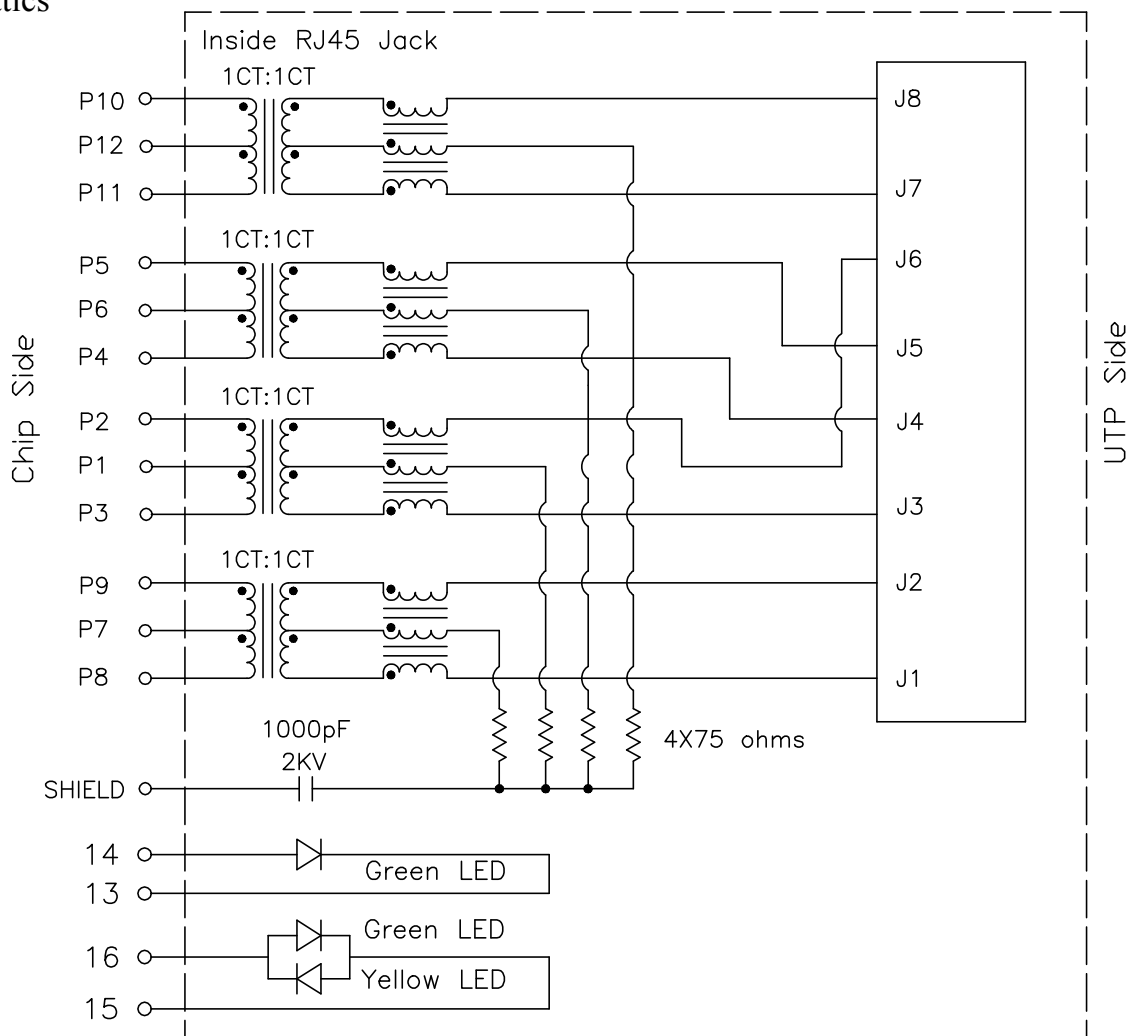 Inside RJ45 Jack
1CT:1CT
P10
J8
P12
P11
J7
1CT:1CT
P5
J6
P6
P4
J5
Chip Side
UTP Side
1CT:1CT
P2
J4
P1
P3
J3
1CT:1CT
P9
J2
P7
P8
J1
1000pF
2KV
4X75 ohms
SHIELD
14
Green LED
13
Green LED
16
Yellow LED
15